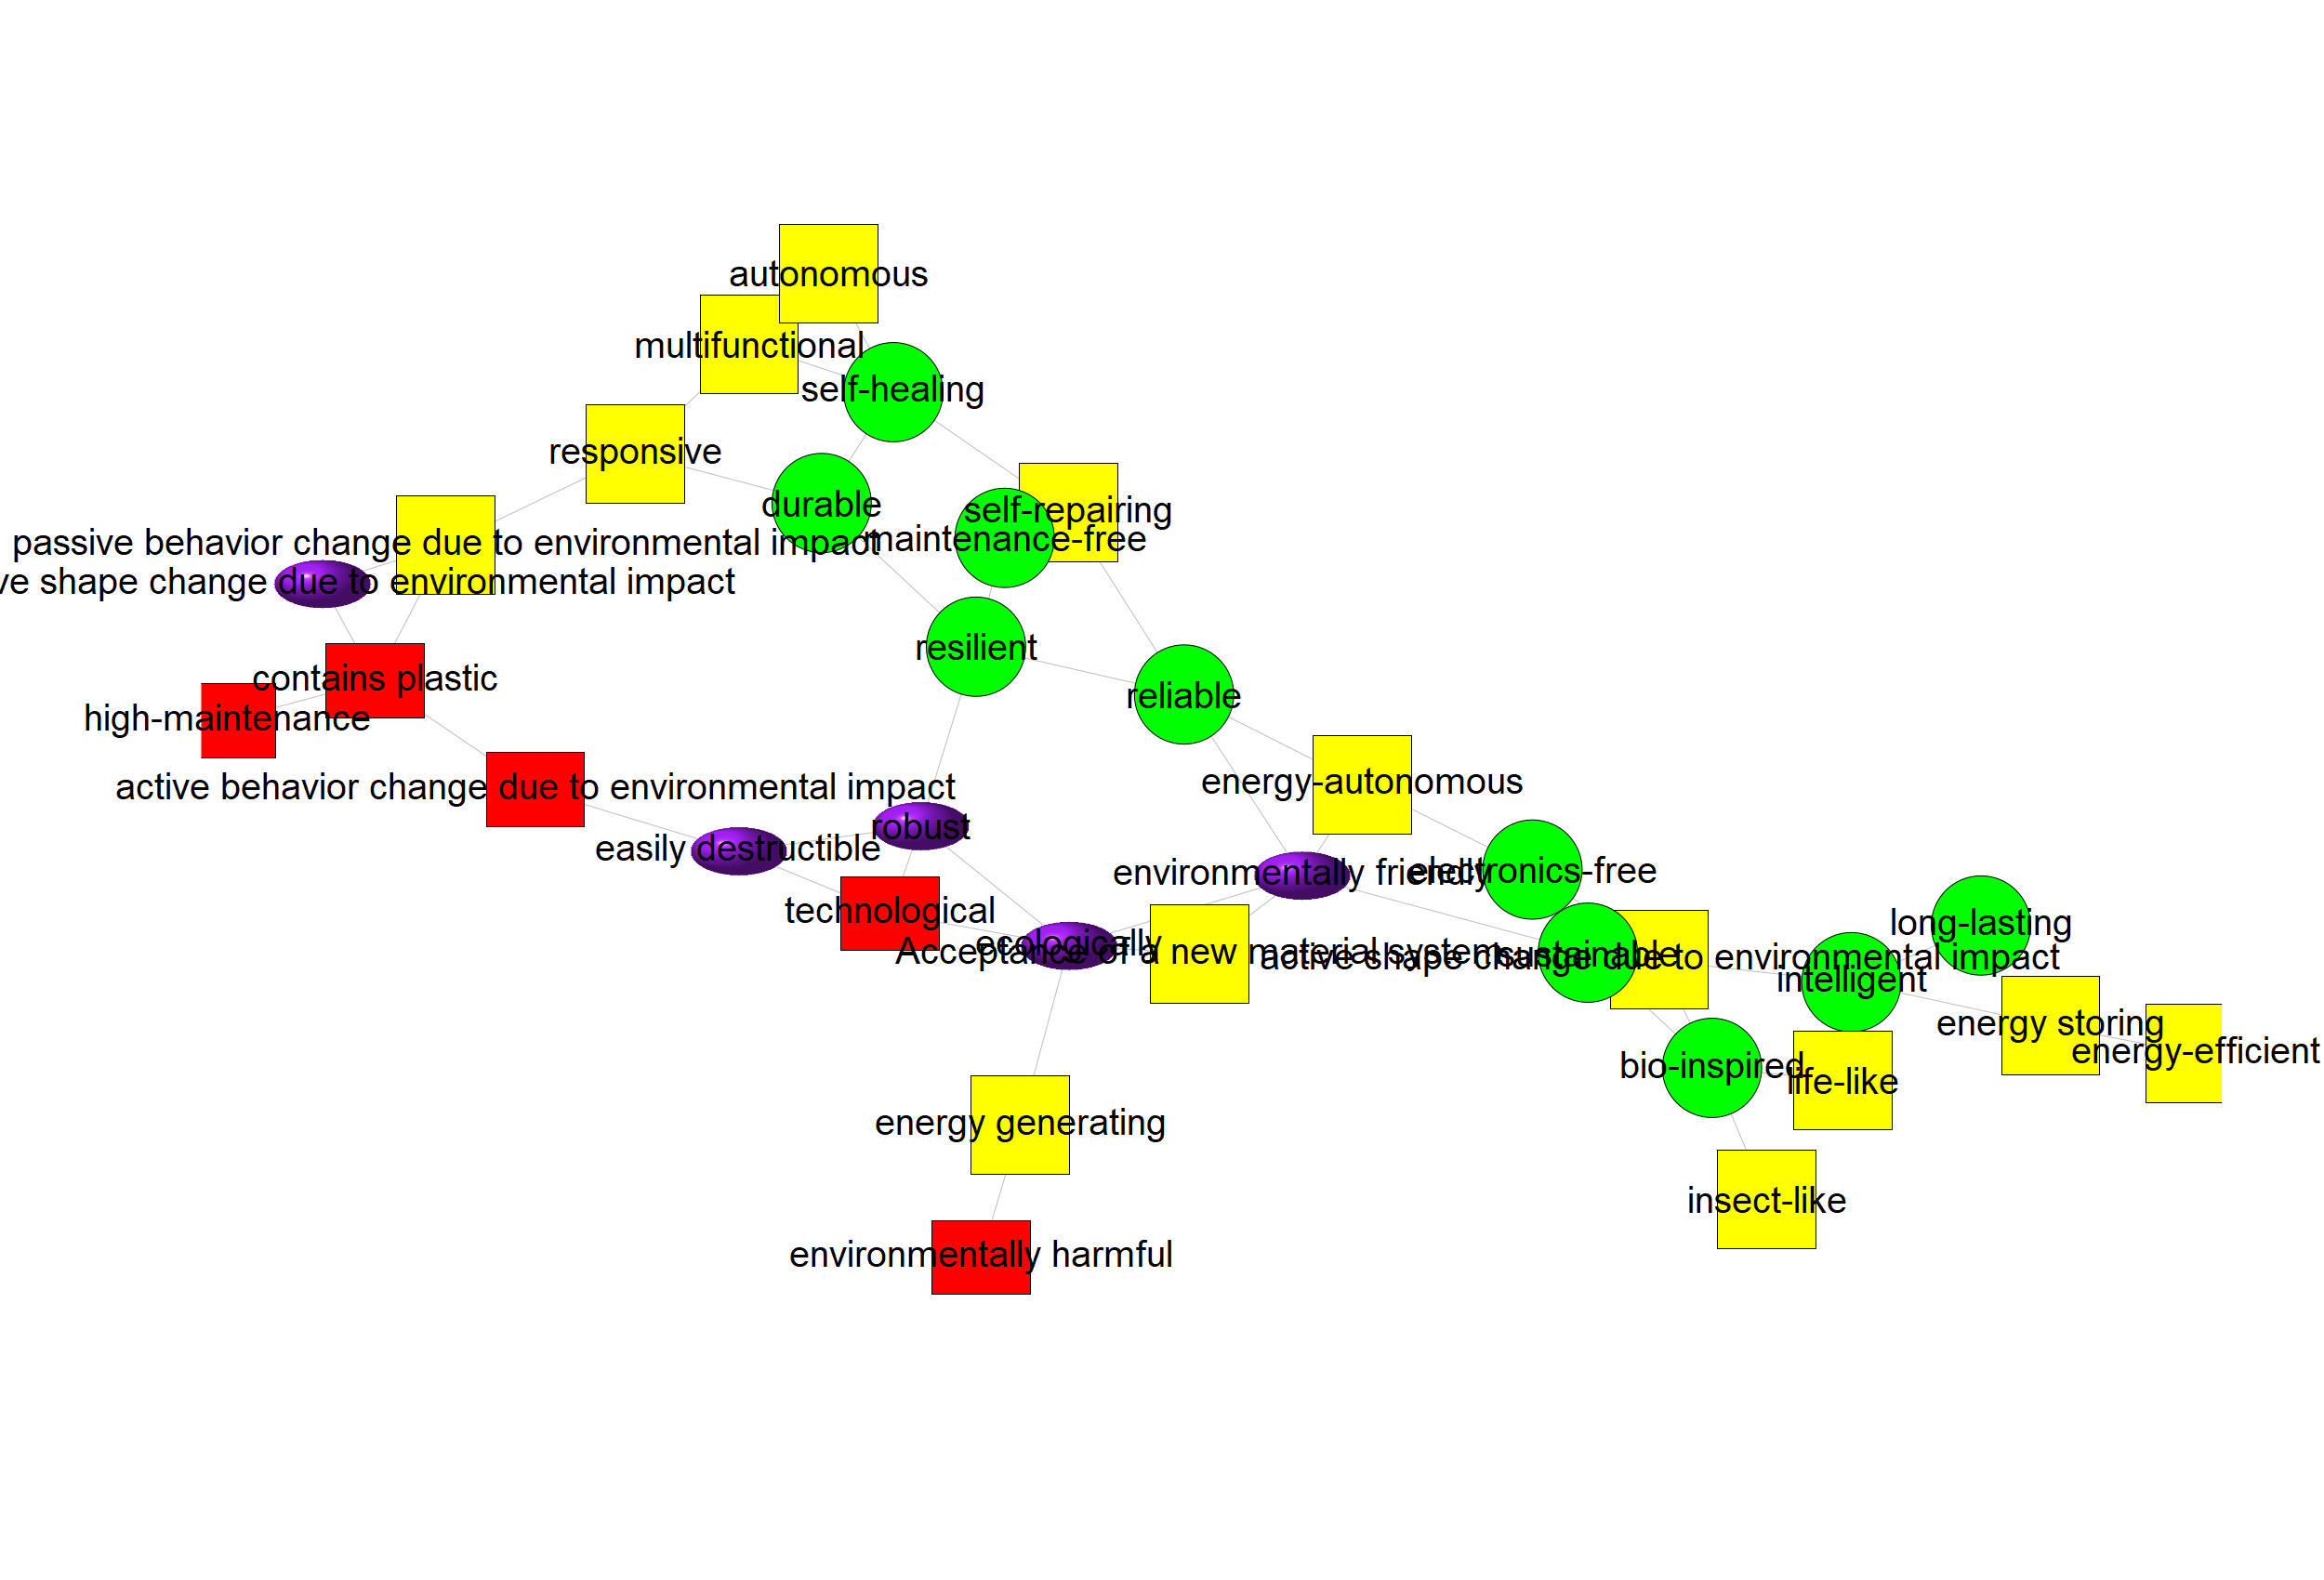 autonomous
multifunctional
self-healing
responsive
durable
self-repairing
maintenance-free
passive behavior change due to environmental impact
ve shape change due to environmental impact
resilient
contains plastic
reliable
high-maintenance
energy-autonomous
active behavior change due to environmental impact
robust
easily destructible
environmentally friendly
electronics-free
technological
long-lasting
ecologically
Acceptance of a new material system
sustainable
active shape change due to environmental impact
intelligent
energy storing
energy-efficient
bio-inspired
life-like
energy generating
insect-like
environmentally harmful